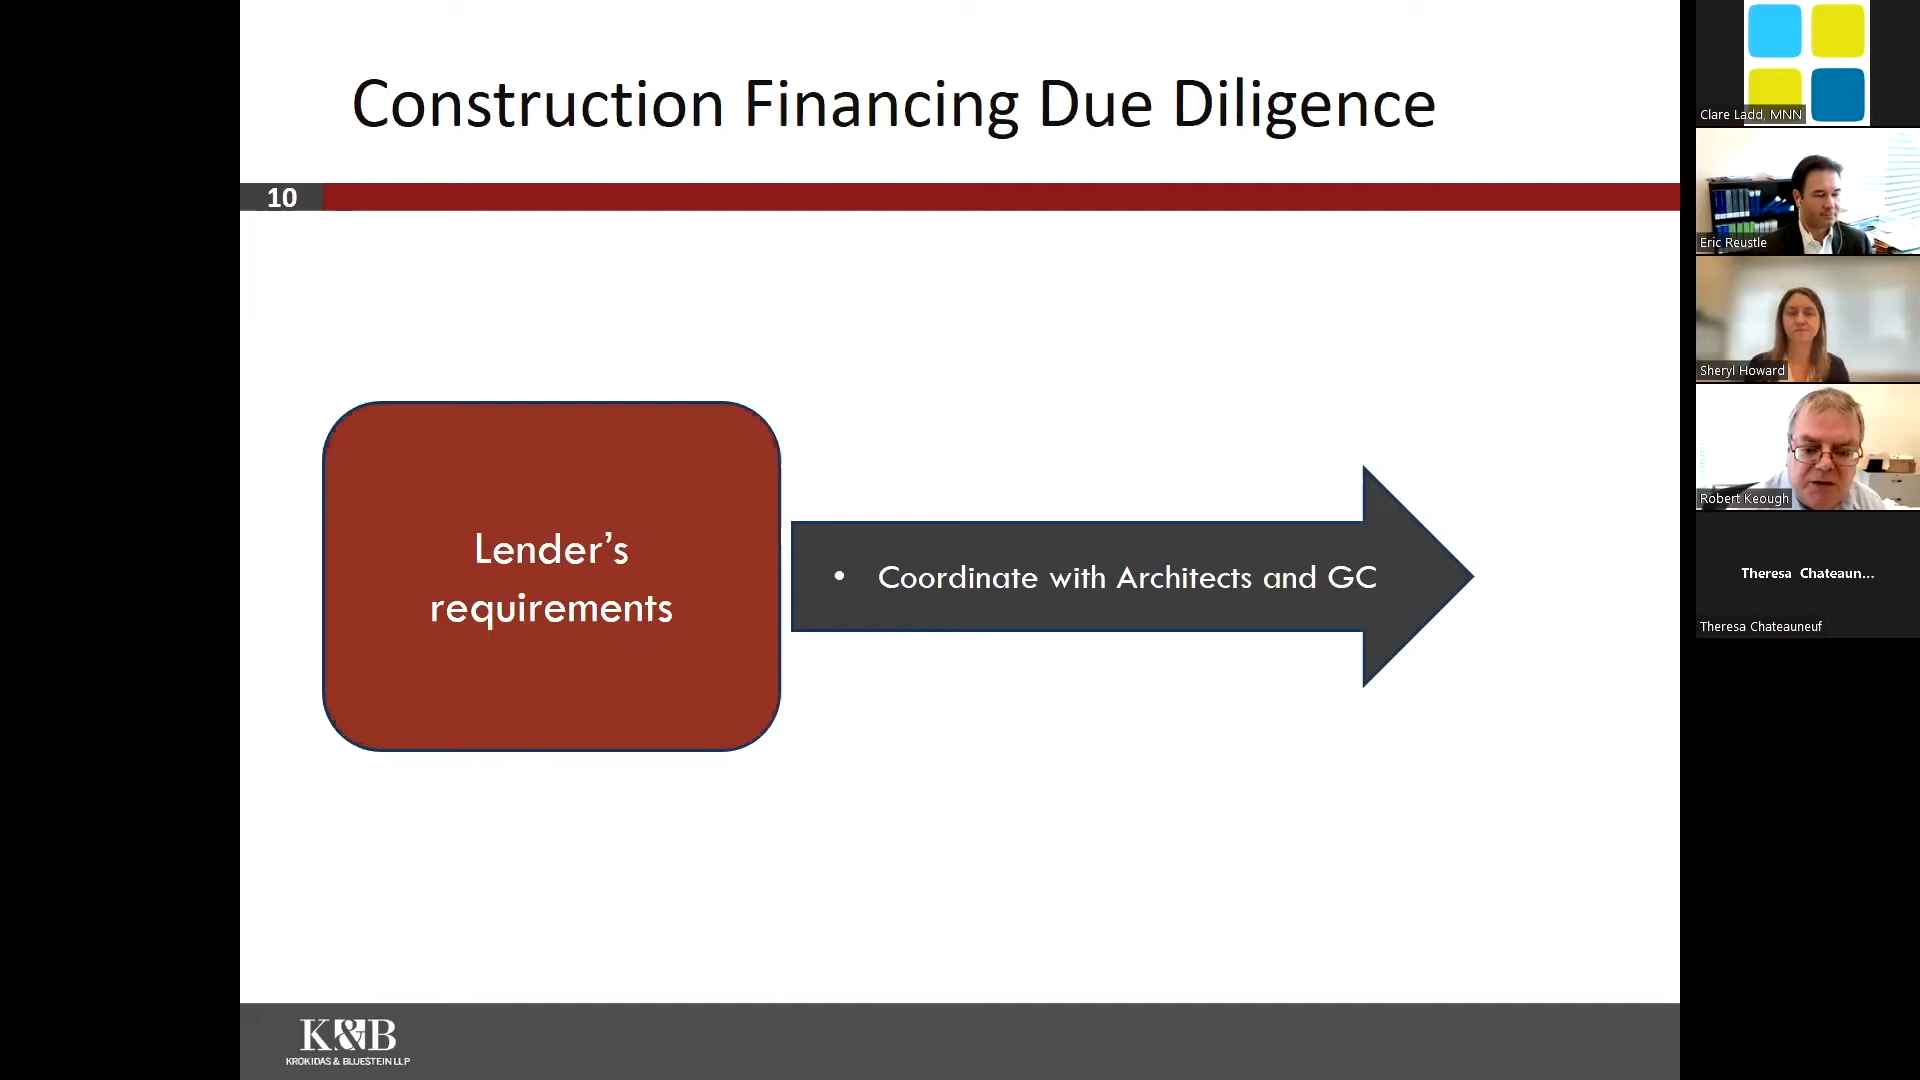 Construction Financing Due Diligence
10
Lender’s
requirements
• Coordinate with Architects and GC
K&B
KROKIDAS & BLUESTEIN LLP
Clare Ladd, MNN
Eric Reustle
Sheryl Howard
Robert Keough
Theresa Chateaun...
Theresa Chateauneuf